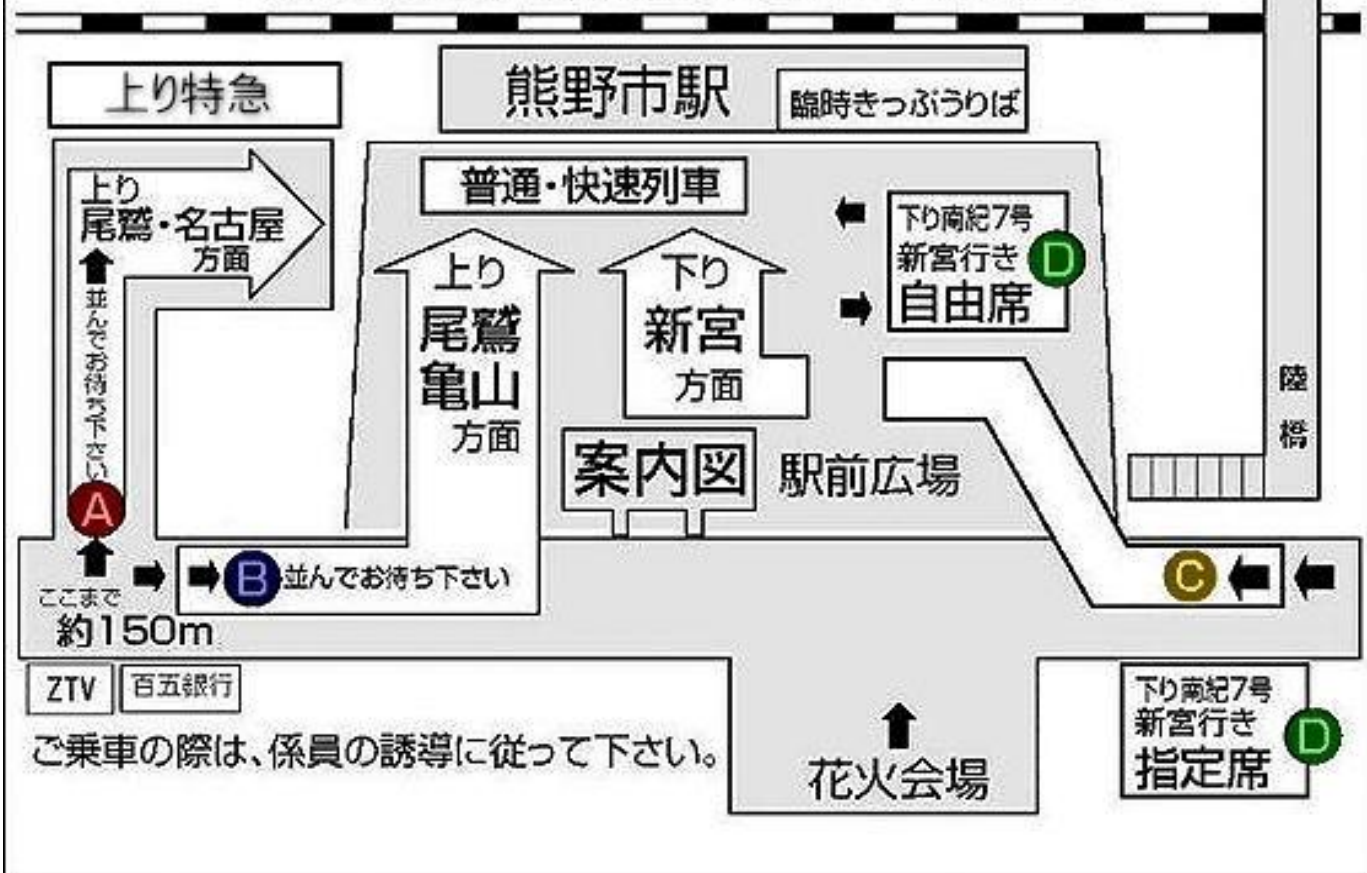 上り特急
熊野市駅
臨時きっぷうりば
普通・快速列車
上り
尾鷲・名古屋
方面
並んでお待ち下さい
A
上り
尾鷲
亀山
方面
下り
新宮
方面
下り南紀7号
新宮行き
自由席
D
陸橋
案内図
駅前広場
B
並んでお待ち下さい
C
ここまで
約150m
ZTV
百五銀行
ご乗車の際は、係員の誘導に従って下さい。
花火会場
下り南紀7号
新宮行き
指定席
D